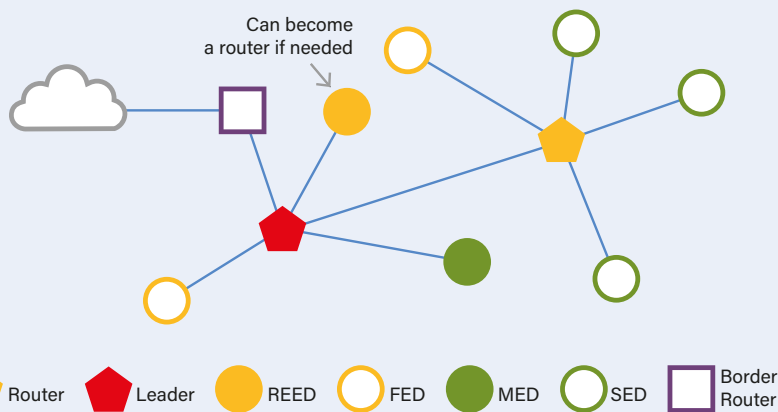 Can become
a router if needed
Router
Leader
REED
FED
MED
SED
Border
Router